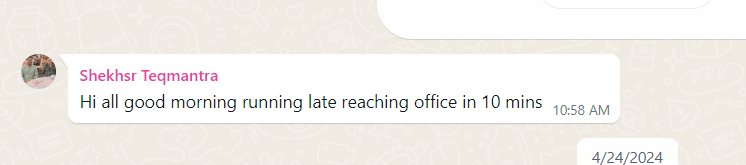 Shekhsr Teqmantra
Hi all good morning running late reaching office in 10 mins
10:58 AM
4/24/2024